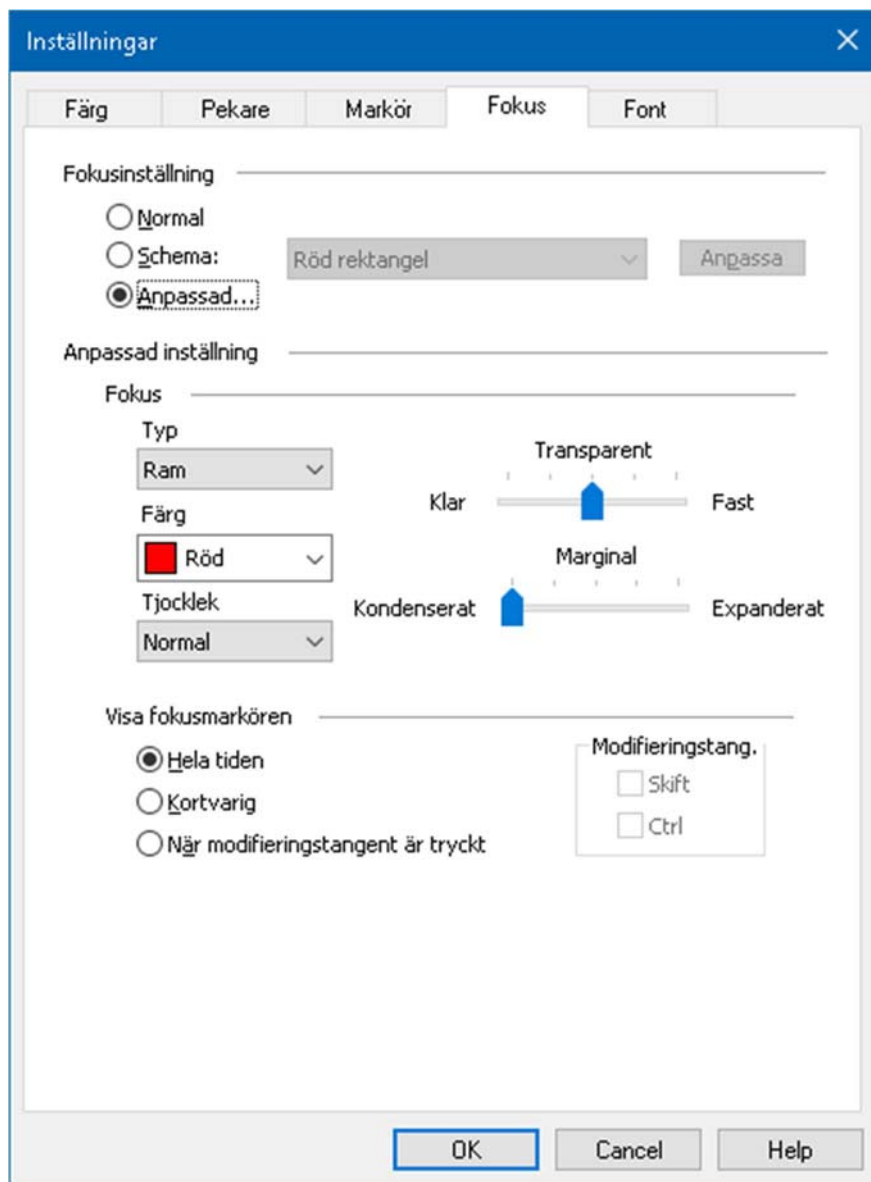 Inställningar
Färg Pekare Markör Fokus Font
Fokusinställning
Normal
Schema: Röd rektangel Anpassa
Anpassad...
Anpassad inställning
Fokus
Typ
Ram
Transparent
Klar Fast
Färg
Röd
Marginal
Kondenserat Expanderat
Tjocklek
Normal
Visa fokusmarkören
Hela tiden
Kortvarig
När modifieringstangent är tryckt
Modifieringstang.
Skift
Ctrl
OK Cancel Help